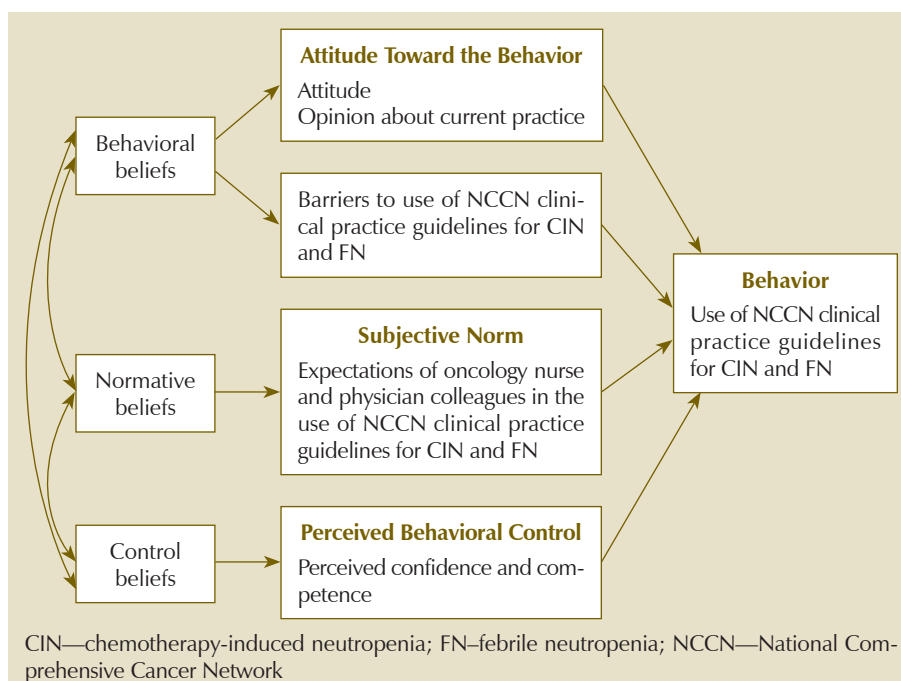 Attitude Toward the Behavior
Attitude
Opinion about current practice
Behavioral
beliefs
Barriers to use of NCCN clini-
cal practice guidelines for CIN
and FN
Behavior
Use of NCCN clinical
practice guidelines
for CIN and FN
Subjective Norm
Expectations of oncology nurse
and physician colleagues in the
use of NCCN clinical practice
guidelines for CIN and FN
Normative
beliefs
Perceived Behavioral Control
Perceived confidence and com-
petence
Control
beliefs
CIN—chemotherapy-induced neutropenia; FN–febrile neutropenia; NCCN—National Com-
prehensive Cancer Network